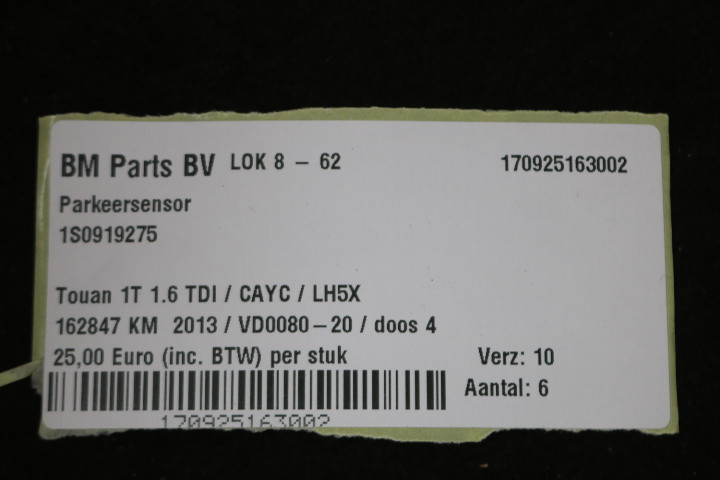 BM Parts BV LOK 8 - 62 170925163002
Parkeersensor
1S0919275
Touan 1T 1.6 TDI / CAYC / LH5X
162847 KM 2013 / VD0080-20 / doos 4
25,00 Euro (inc. BTW) per stuk Verz: 10
Aantal: 6
170925163002